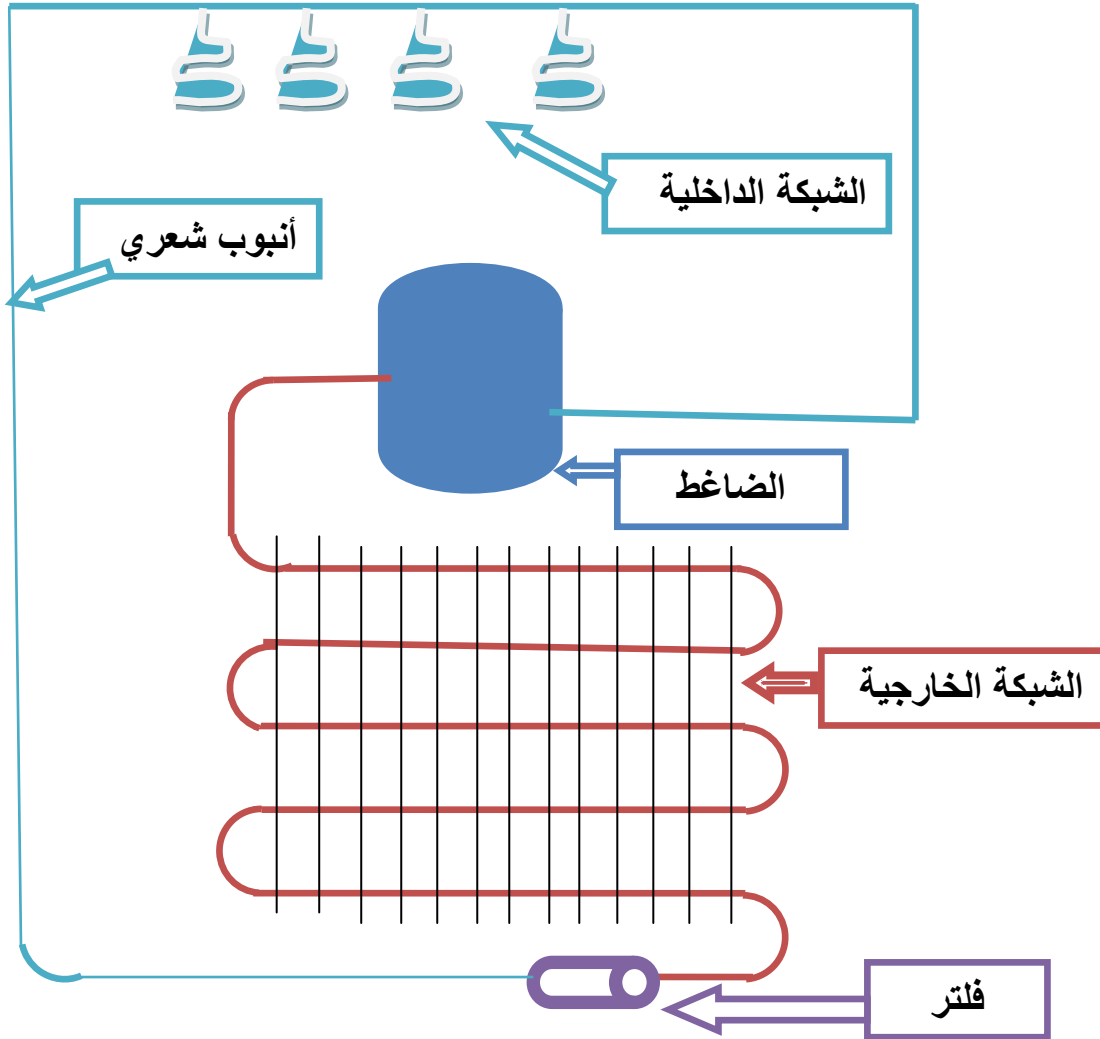 الشبكة الداخلية
أنبوب شعري
الضاغط
الشبكة الخارجية
فلتر